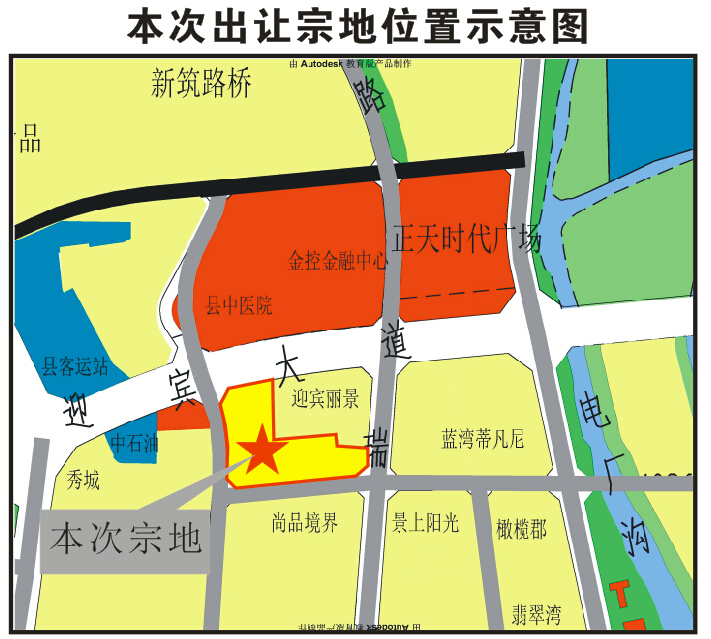 本次出让宗地位置示意图
由 Autodesk 教育版产品制作
新筑路桥
路
品
正天时代广场
金控金融中心
县中医院
县客运站
迎宾大道
迎宾丽景
瑞
蓝湾蒂凡尼
中石油
秀城
电厂沟
本次宗地
尚品境界
景上阳光
橄榄郡
翡翠湾
由 Autodesk 教育版产品制作